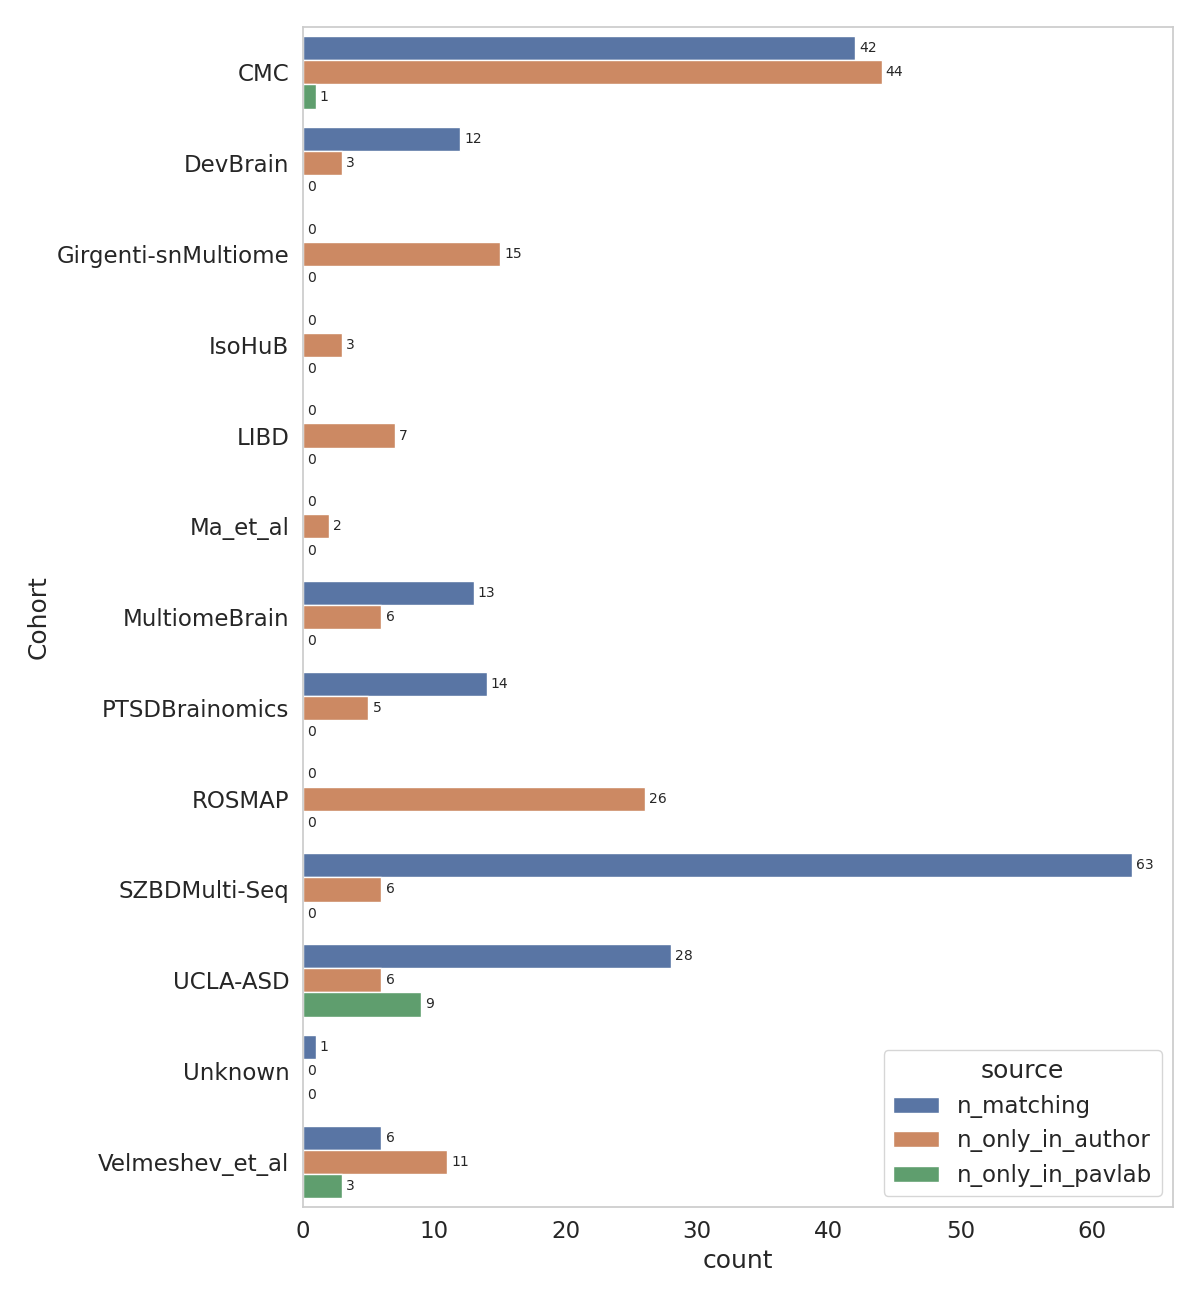 CMC
42
44
1
DevBrain
12
3
0
Girgenti-snMultiome
0
15
0
IsoHuB
0
3
0
LIBD
0
7
0
Ma_et_al
0
2
0
MultiomeBrain
13
6
0
PTSDBrainomics
14
5
0
ROSMAP
0
26
0
SZBDMulti-Seq
63
6
0
UCLA-ASD
28
6
9
Unknown
1
0
0
Velmeshev_et_al
6
11
3
Cohort
source
n_matching
n_only_in_author
n_only_in_pavlab
0 10 20 30 40 50 60
count